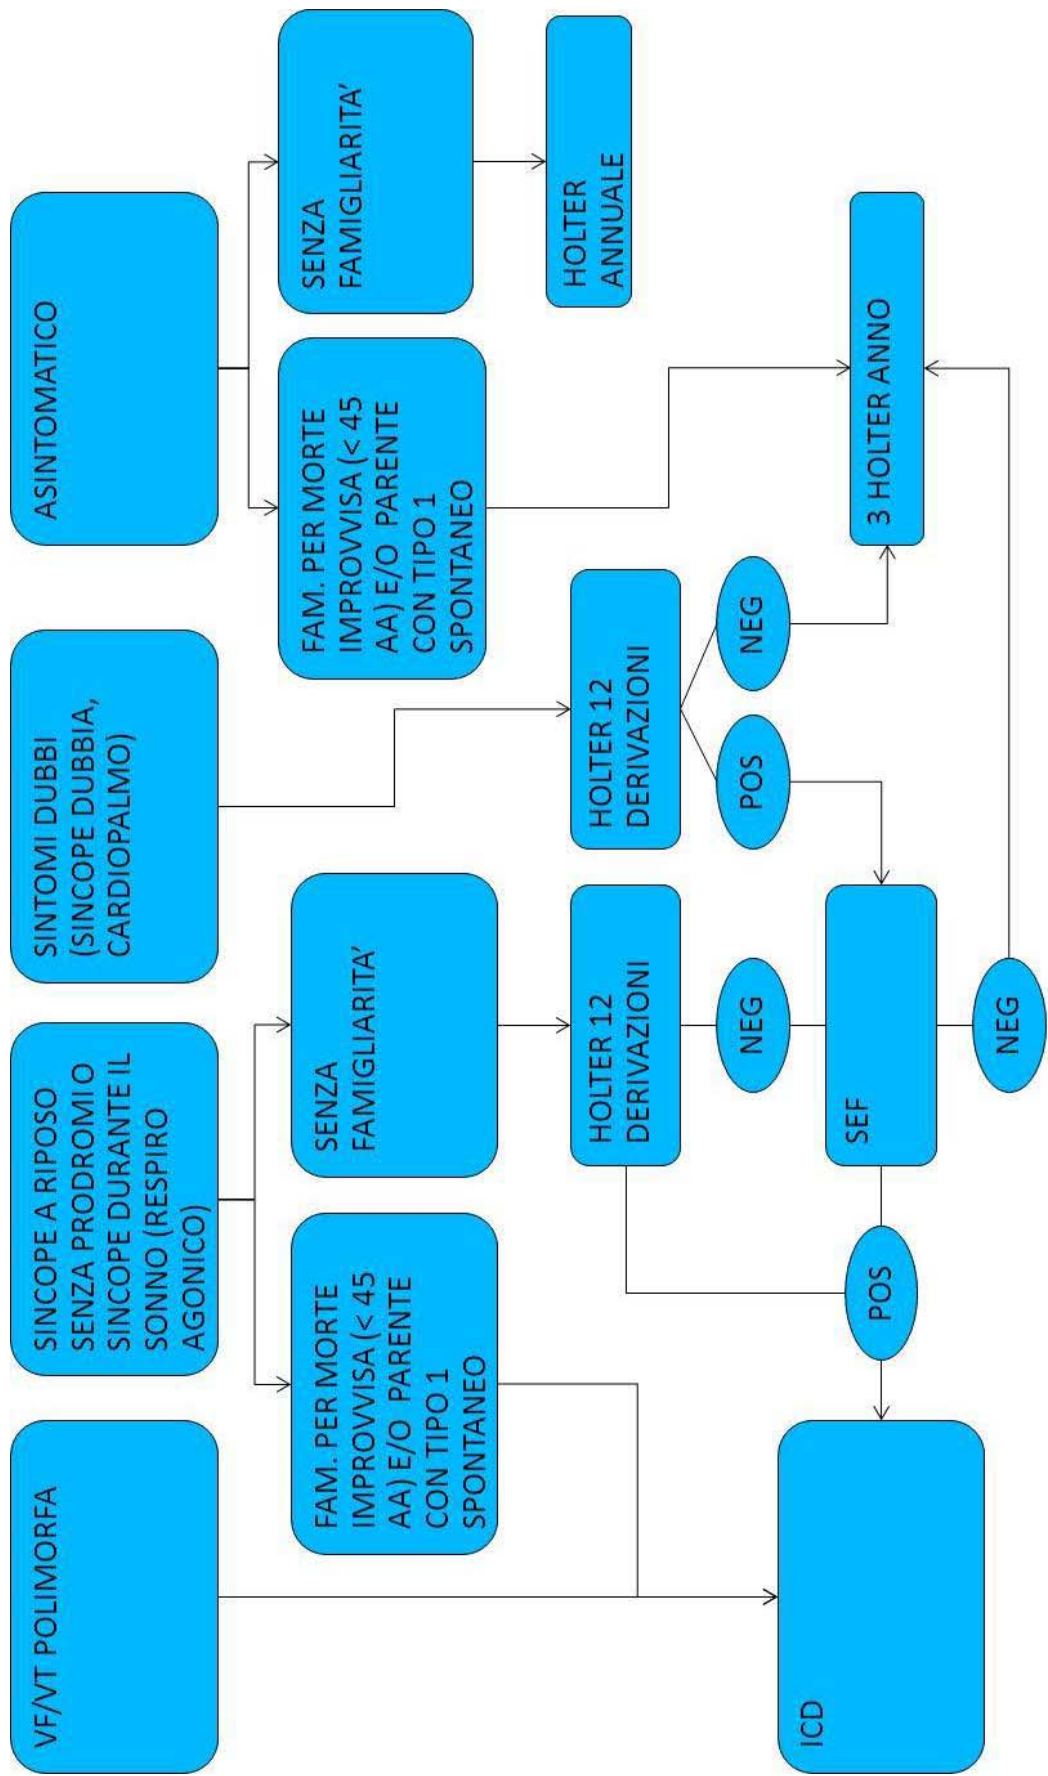 VF/VT POLIMORFA
SINCOPE A RIPOSO
SENZA PRODROMI O
SINCOPE DURANTE IL
SONNO (RESPIRO
AGONICO)
SINTOMI DUBBI
(SINCOPE DUBBIA,
CARDIOPALMO)
ASINTOMATICO
FAM. PER MORTE
IMPROVVISA (< 45
AA) E/O PARENTE
CON TIPO 1
SPONTANEO
SENZA
FAMIGLIARITA’
FAM. PER MORTE
IMPROVVISA (< 45
AA) E/O PARENTE
CON TIPO 1
SPONTANEO
SENZA
FAMIGLIARITA’
HOLTER 12
DERIVAZIONI
HOLTER 12
DERIVAZIONI
HOLTER
ANNUALE
NEG
POS
NEG
ICD
POS
SEF
3 HOLTER ANNO
NEG